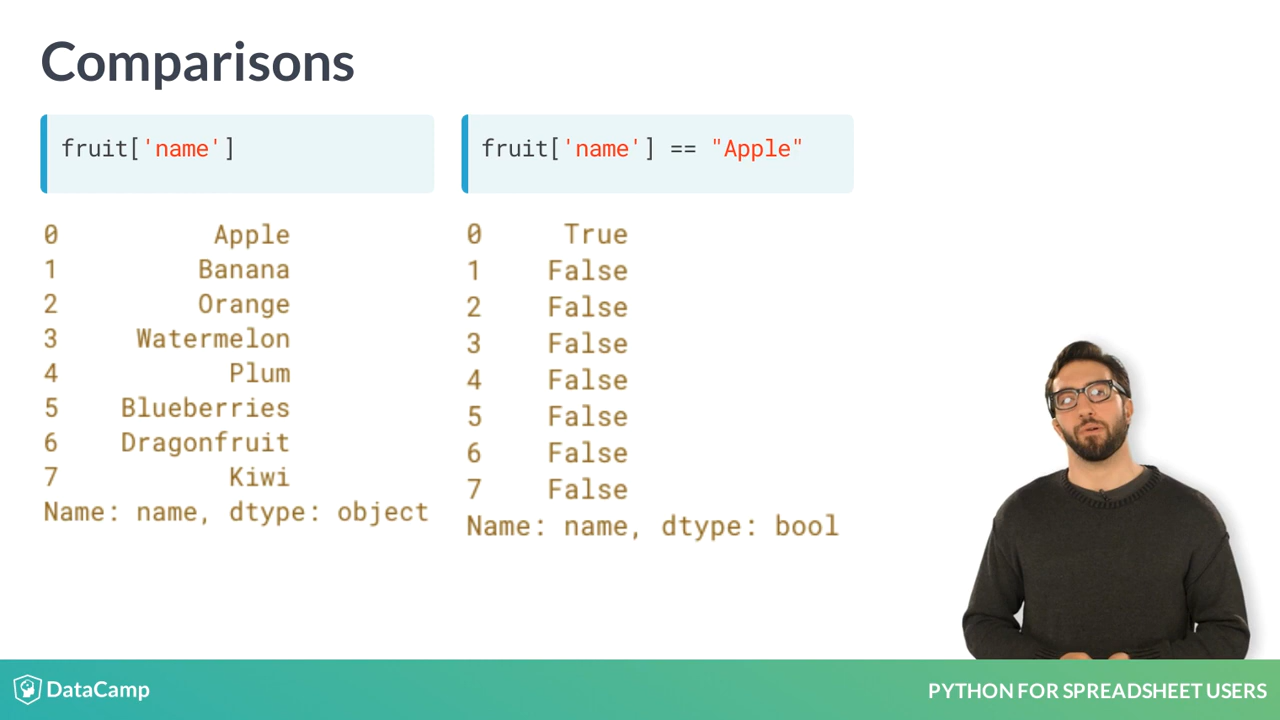 Comparisons
fruit['name']
0 Apple
1 Banana
2 Orange
3 Watermelon
4 Plum
5 Blueberries
6 Dragonfruit
7 Kiwi
Name: name, dtype: object
fruit['name'] == "Apple"
0 True
1 False
2 False
3 False
4 False
5 False
6 False
7 False
Name: name, dtype: bool
DataCamp
PYTHON FOR SPREADSHEET USERS